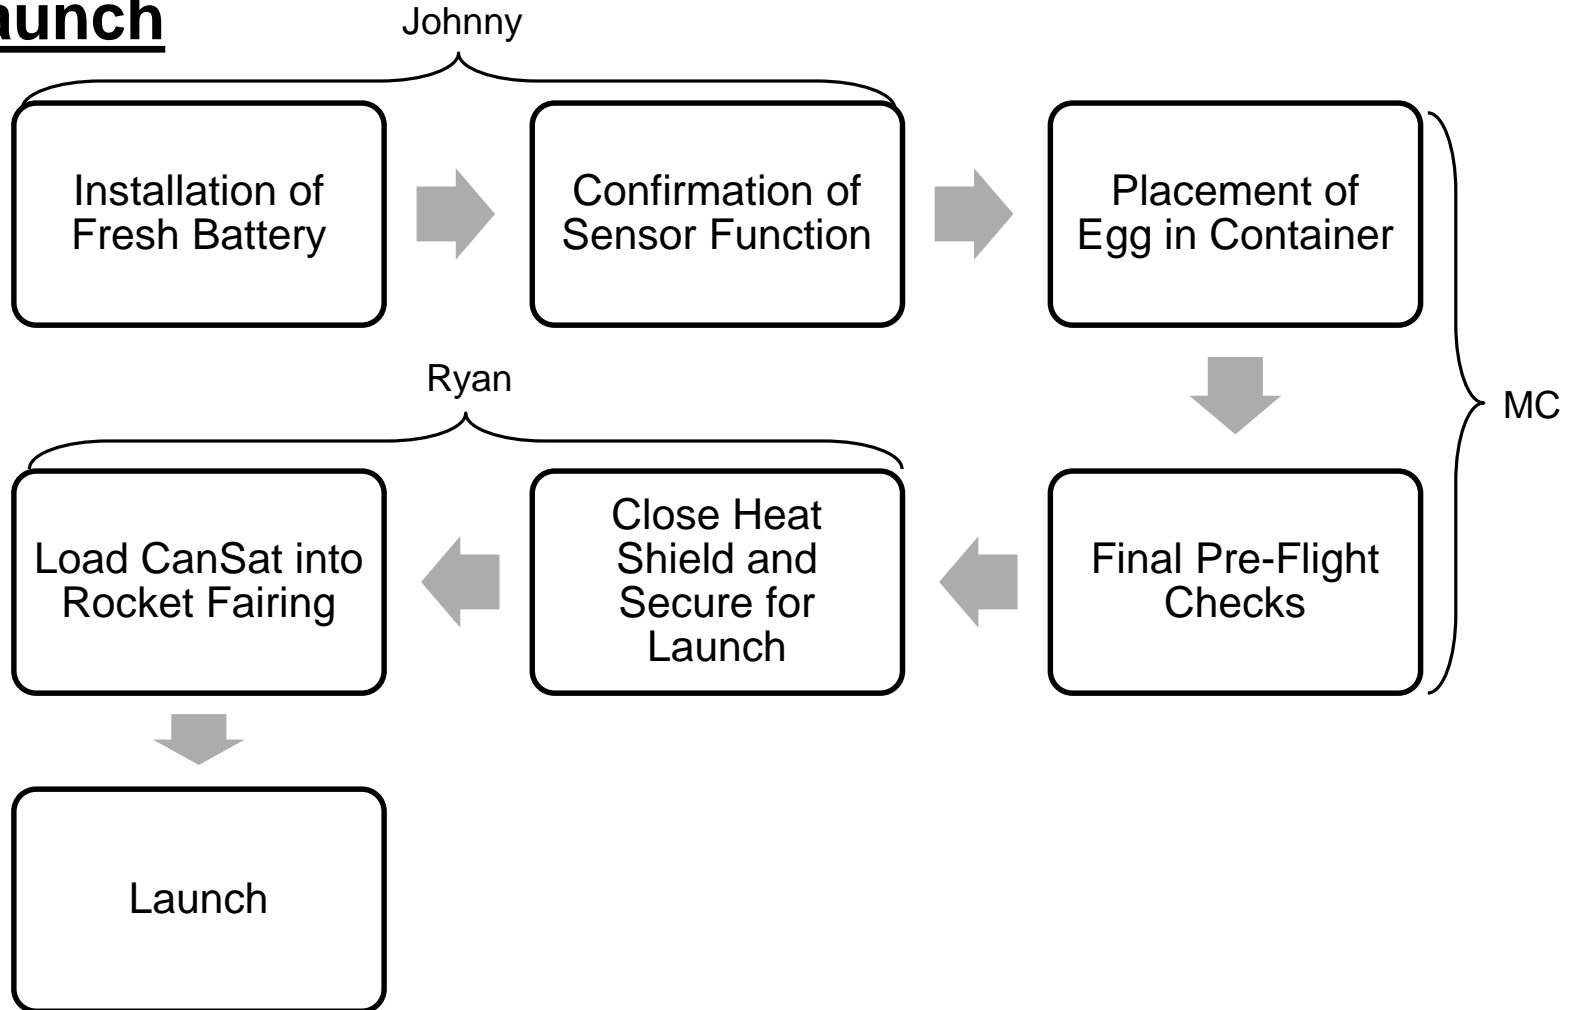 aunch
Johnny
Installation of
Fresh Battery
Confirmation of
Sensor Function
Placement of
Egg in Container
MC
Ryan
Load CanSat into
Rocket Fairing
Close Heat
Shield and
Secure for
Launch
Final Pre-Flight
Checks
Launch